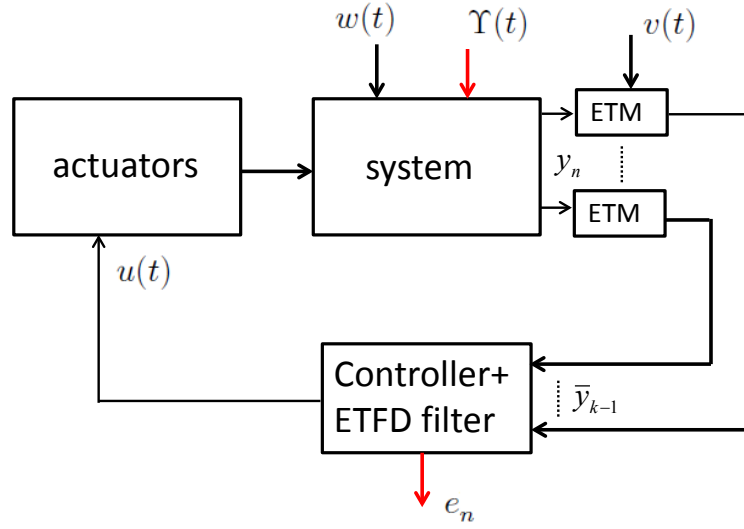 w(t)
Υ(t)
v(t)
actuators
system
ETM
y_n
ETM
u(t)
Controller+
ETFD filter
ȳ_{k−1}
e_n